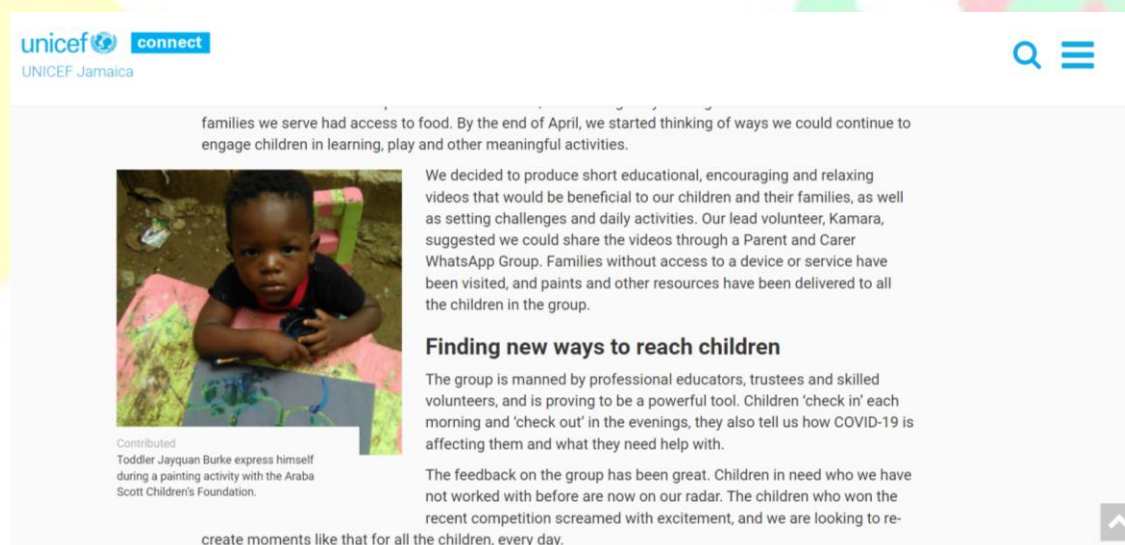 unicef connect
UNICEF Jamaica
families we serve had access to food. By the end of April, we started thinking of ways we could continue to
engage children in learning, play and other meaningful activities.
We decided to produce short educational, encouraging and relaxing
videos that would be beneficial to our children and their families, as well
as setting challenges and daily activities. Our lead volunteer, Kamara,
suggested we could share the videos through a Parent and Carer
WhatsApp Group. Families without access to a device or service have
been visited, and paints and other resources have been delivered to all
the children in the group.
Contributed
Toddler Jayquan Burke express himself
during a painting activity with the Araba
Scott Children's Foundation.
Finding new ways to reach children
The group is manned by professional educators, trustees and skilled
volunteers, and is proving to be a powerful tool. Children ‘check in’ each
morning and ‘check out’ in the evenings, they also tell us how COVID-19 is
affecting them and what they need help with.
The feedback on the group has been great. Children in need who we have
not worked with before are now on our radar. The children who won the
recent competition screamed with excitement, and we are looking to re-
create moments like that for all the children, every day.